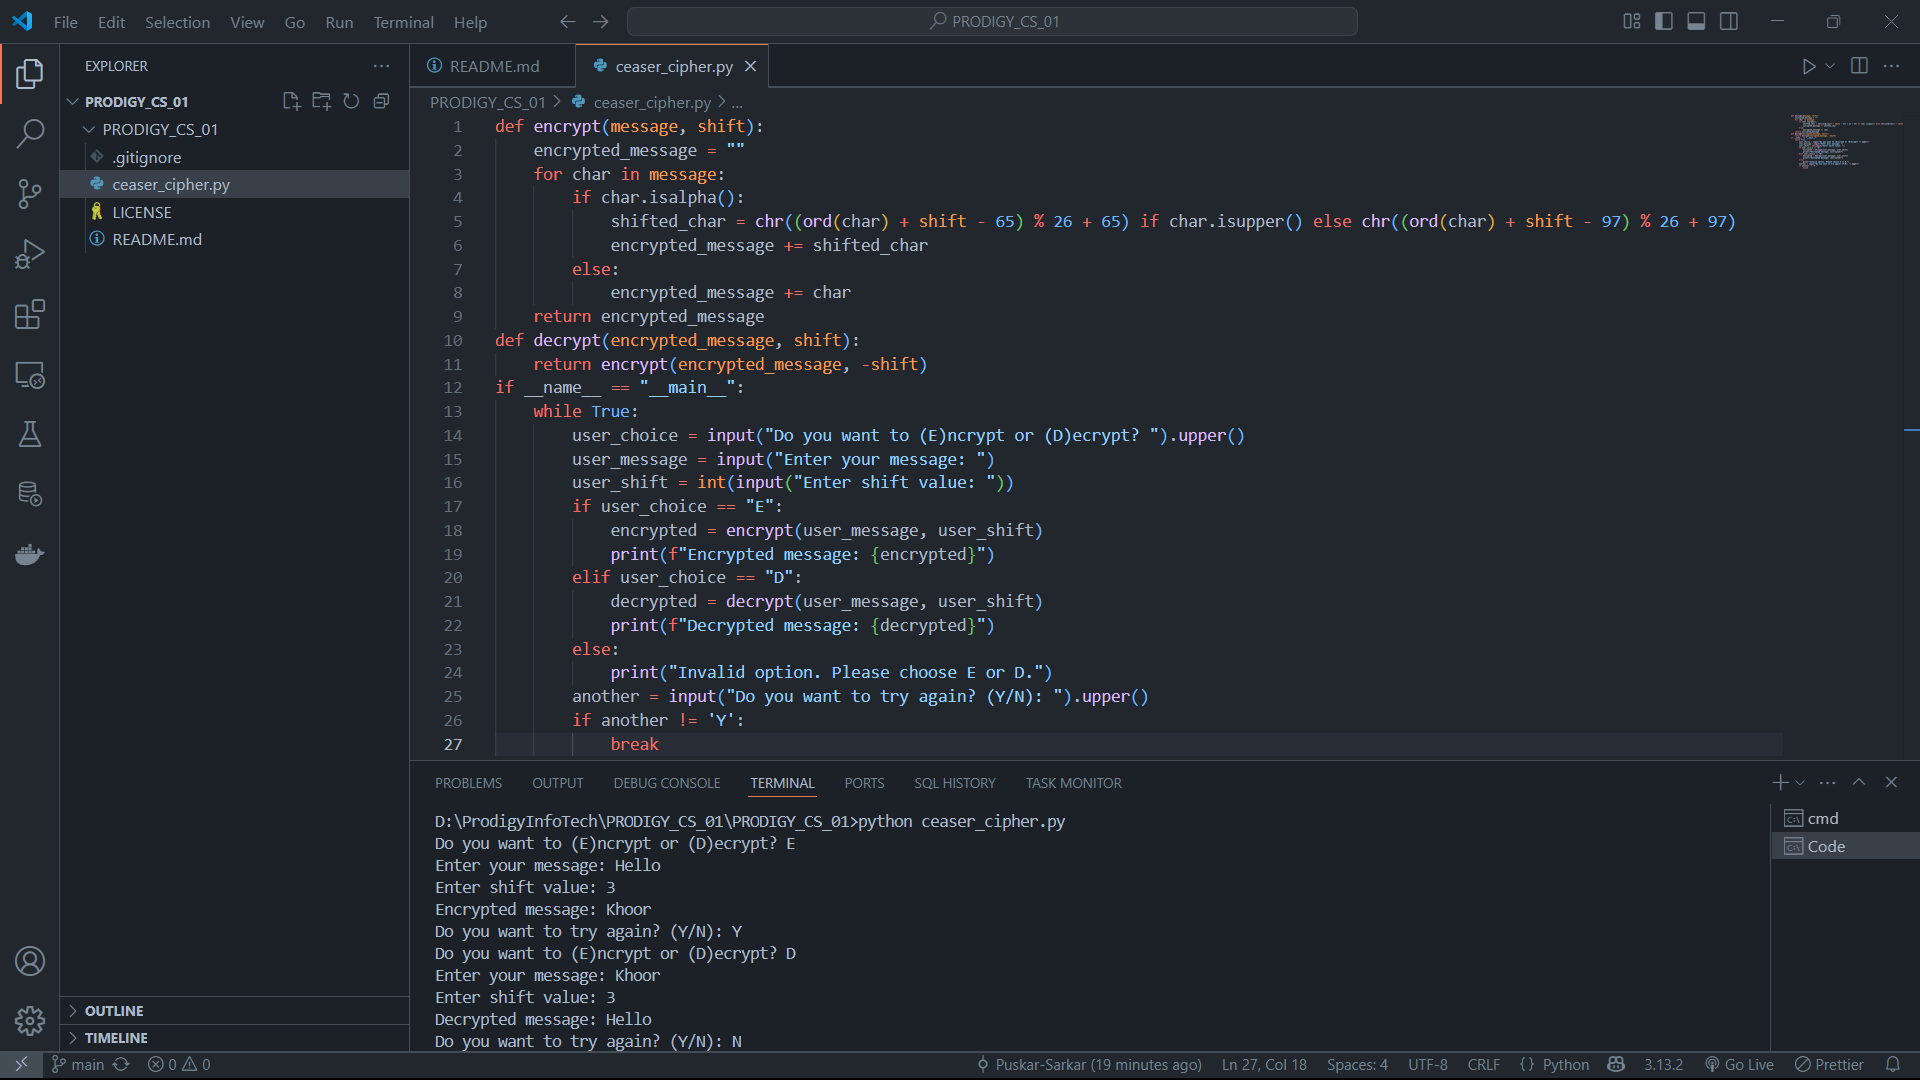 File Edit Selection View Go Run Terminal Help
PRODIGY_CS_01
EXPLORER
PRODIGY_CS_01
PRODIGY_CS_01
.gitignore
ceaser_cipher.py
LICENSE
README.md
OUTLINE
TIMELINE
README.md ceaser_cipher.py
PRODIGY_CS_01 > ceaser_cipher.py > ...
1 def encrypt(message, shift):
2     encrypted_message = ""
3     for char in message:
4         if char.isalpha():
5             shifted_char = chr((ord(char) + shift - 65) % 26 + 65) if char.isupper() else chr((ord(char) + shift - 97) % 26 + 97)
6             encrypted_message += shifted_char
7         else:
8             encrypted_message += char
9     return encrypted_message
10 def decrypt(encrypted_message, shift):
11     return encrypt(encrypted_message, -shift)
12 if __name__ == "__main__":
13     while True:
14         user_choice = input("Do you want to (E)ncrypt or (D)ecrypt? ").upper()
15         user_message = input("Enter your message: ")
16         user_shift = int(input("Enter shift value: "))
17         if user_choice == "E":
18             encrypted = encrypt(user_message, user_shift)
19             print(f"Encrypted message: {encrypted}")
20         elif user_choice == "D":
21             decrypted = decrypt(user_message, user_shift)
22             print(f"Decrypted message: {decrypted}")
23         else:
24             print("Invalid option. Please choose E or D.")
25         another = input("Do you want to try again? (Y/N): ").upper()
26         if another != 'Y':
27             break
PROBLEMS OUTPUT DEBUG CONSOLE TERMINAL PORTS SQL HISTORY TASK MONITOR
D:\ProdigyInfoTech\PRODIGY_CS_01\PRODIGY_CS_01>python ceaser_cipher.py
Do you want to (E)ncrypt or (D)ecrypt? E
Enter your message: Hello
Enter shift value: 3
Encrypted message: Khoor
Do you want to try again? (Y/N): Y
Do you want to (E)ncrypt or (D)ecrypt? D
Enter your message: Khoor
Enter shift value: 3
Decrypted message: Hello
Do you want to try again? (Y/N): N
cmd
Code
main 0 0 Puskar-Sarkar (19 minutes ago) Ln 27, Col 18 Spaces: 4 UTF-8 CRLF {} Python 3.13.2 Go Live Prettier